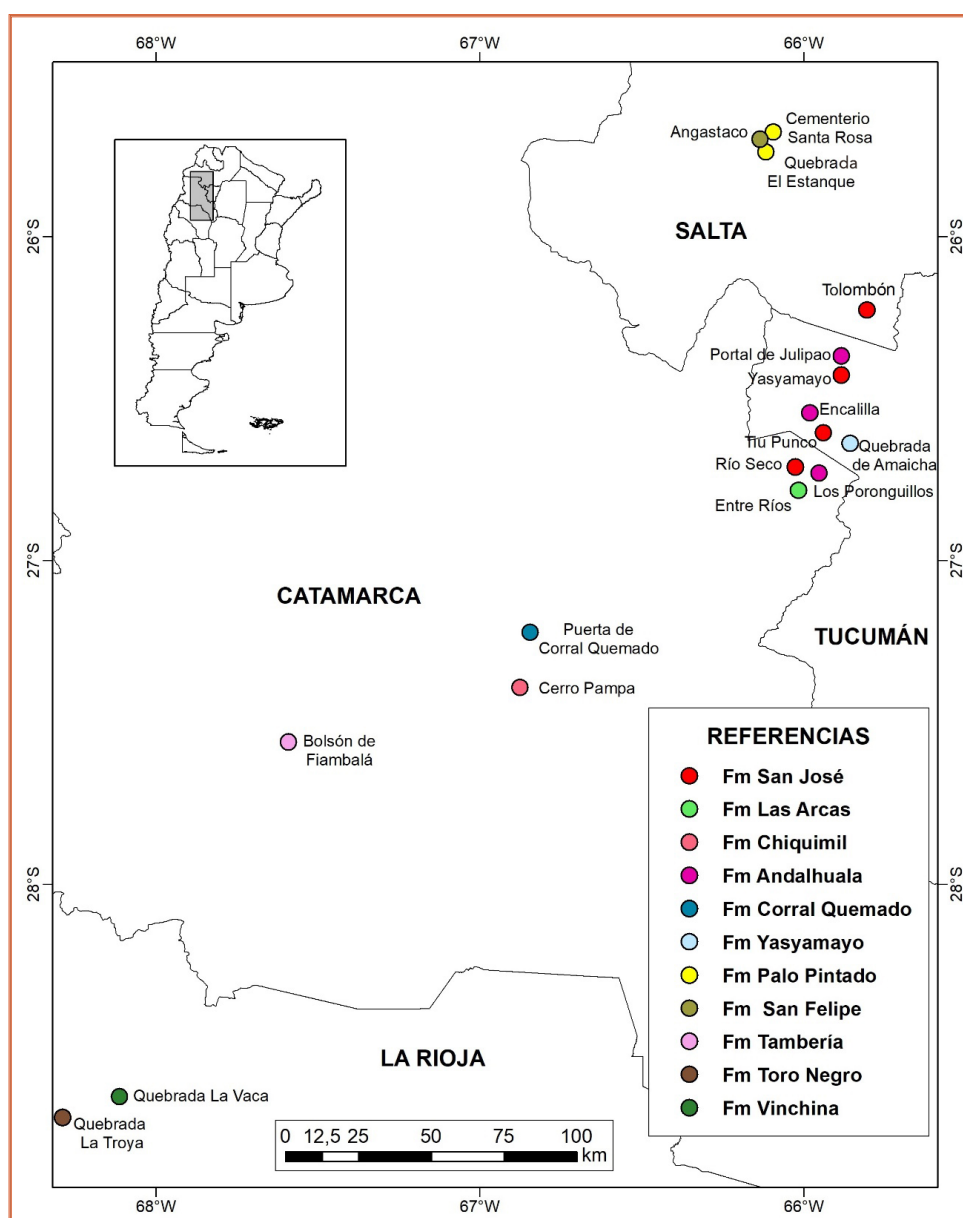 68°W
67°W
66°W
Cementerio
Santa Rosa
Angastaco
Quebrada
El Estanque
26°S
SALTA
26°S
Tolombón
Portal de Julipao
Yasyamayo
Encalilla
Tiu Punco
Quebrada
de Amaicha
Río Seco
Los Poronguillos
Entre Ríos
27°S
27°S
CATAMARCA
TUCUMÁN
Puerta de
Corral Quemado
Cerro Pampa
Bolsón de
Fiambalá
REFERENCIAS
Fm San José
Fm Las Arcas
Fm Chiquimil
Fm Andalhuala
Fm Corral Quemado
Fm Yasyamayo
Fm Palo Pintado
Fm San Felipe
Fm Tambería
Fm Toro Negro
Fm Vinchina
28°S
28°S
LA RIOJA
Quebrada La Vaca
Quebrada
La Troya
0 12,5 25 50 75 100
km
68°W
67°W
66°W